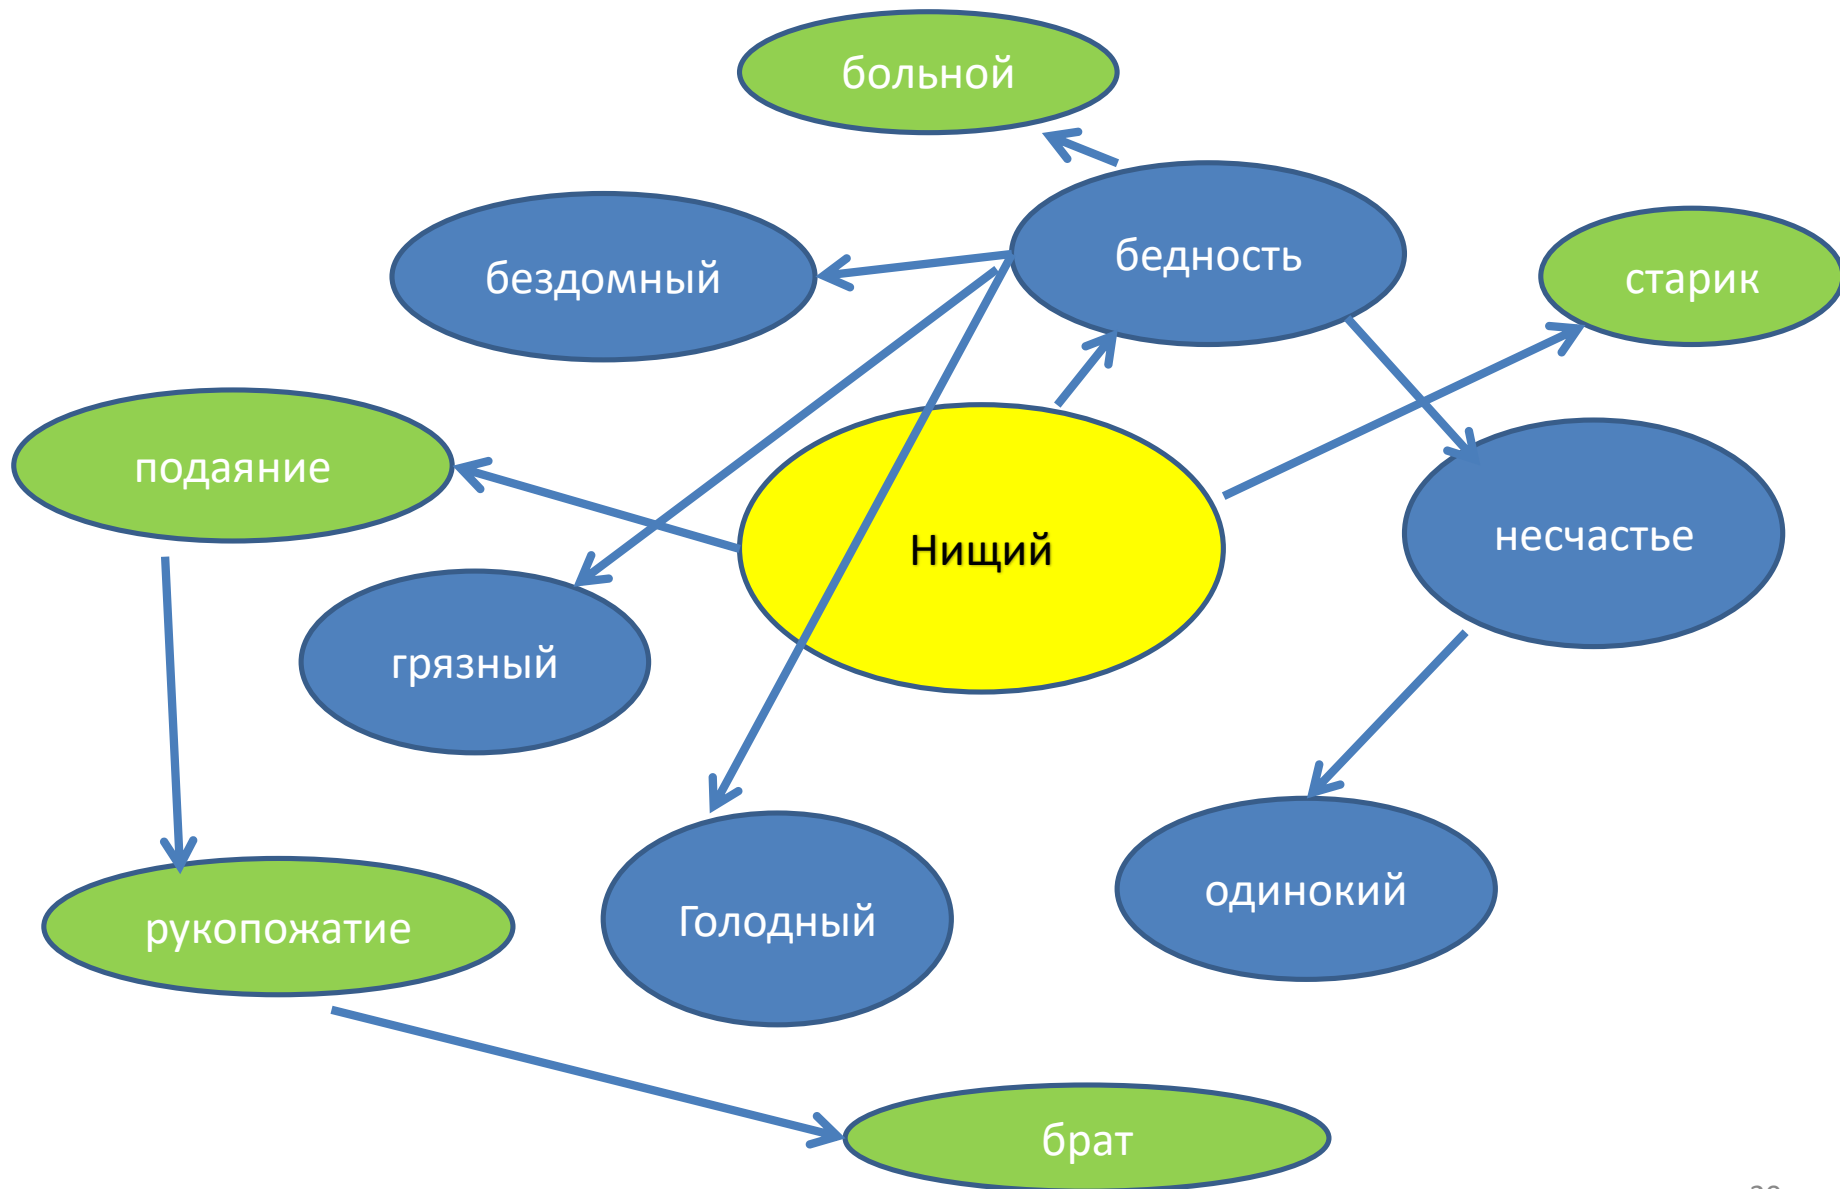 больной
бедность
бездомный
старик
подаяние
несчастье
Нищий
грязный
одинокий
Голодный
рукопожатие
брат